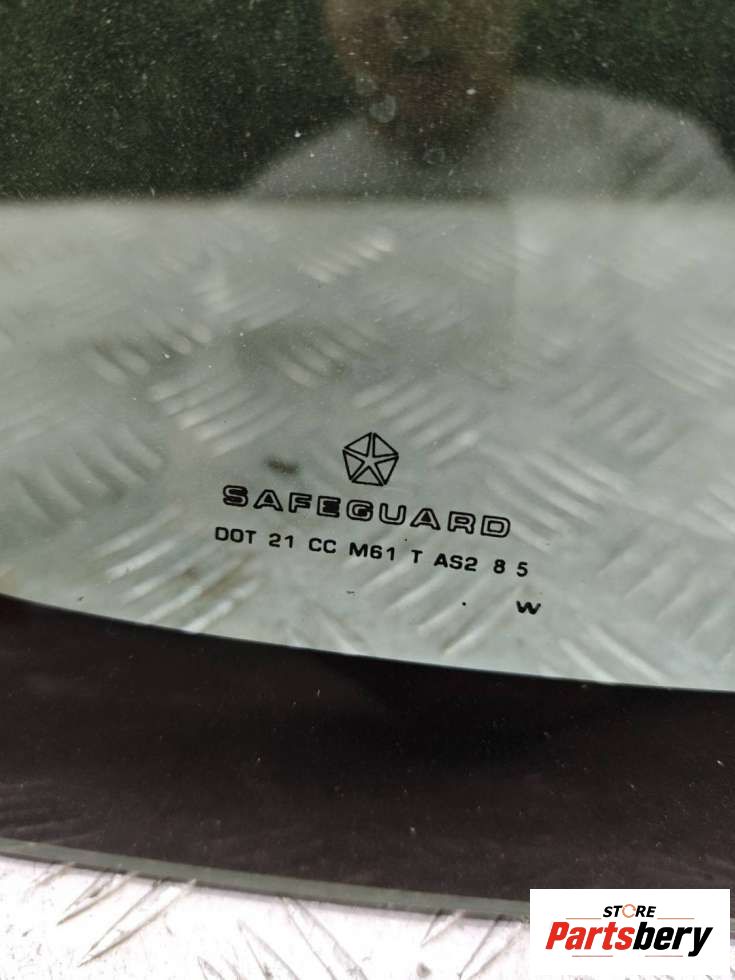 SAFEGUARD
DOT 21 CC M61 T AS2 8 5
W
STORE
Partsbery